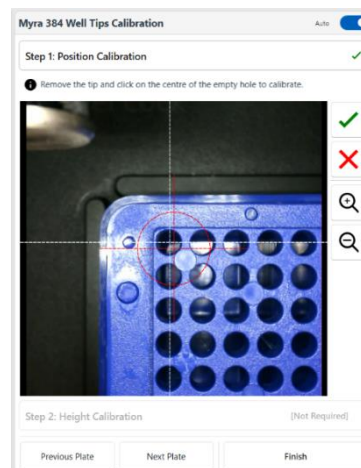 Myra 384 Well Tips Calibration
Auto
Step 1: Position Calibration
Remove the tip and click on the centre of the empty hole to calibrate.
Step 2: Height Calibration
[Not Required]
Previous Plate
Next Plate
Finish